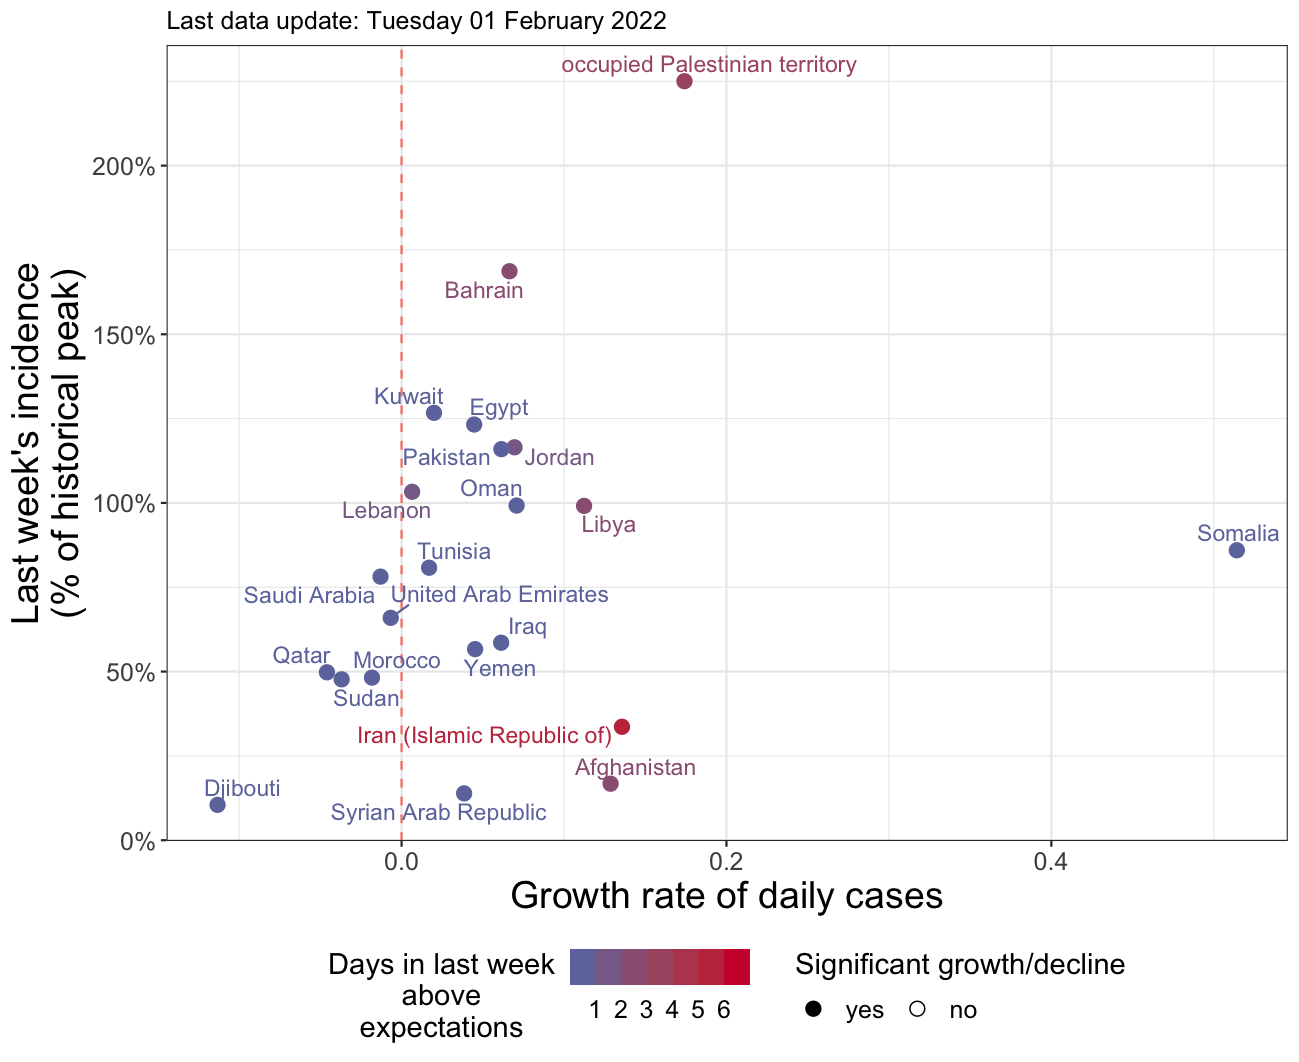 Last data update: Tuesday 01 February 2022
occupied Palestinian territory
200%
Bahrain
150%
Kuwait
Egypt
Pakistan
Jordan
Oman
100%
Lebanon
Libya
Somalia
Tunisia
Saudi Arabia
United Arab Emirates
Iraq
Qatar
Morocco
Yemen
50%
Sudan
Iran (Islamic Republic of)
Afghanistan
Djibouti
Syrian Arab Republic
0%
Last week's incidence
(% of historical peak)
0.0 0.2 0.4
Growth rate of daily cases
Days in last week
above
expectations
1 2 3 4 5 6
Significant growth/decline
yes no